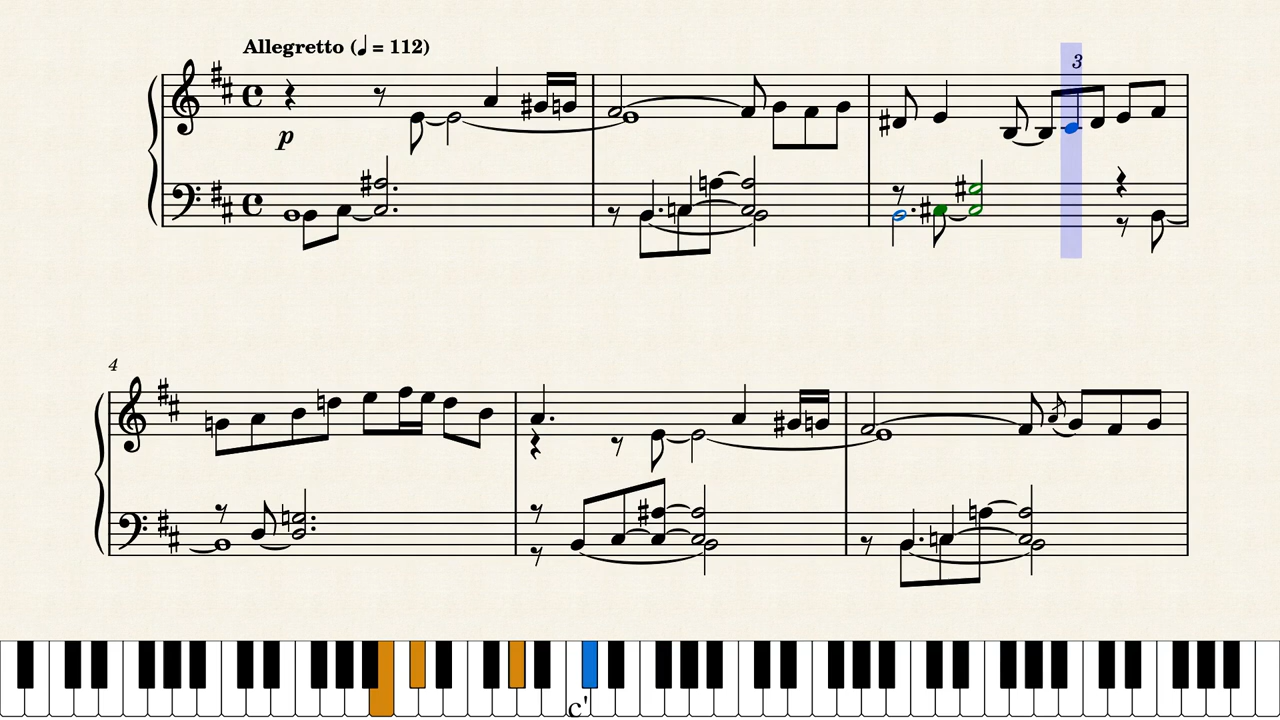 Allegretto (♩ = 112)
3
p
4
c'